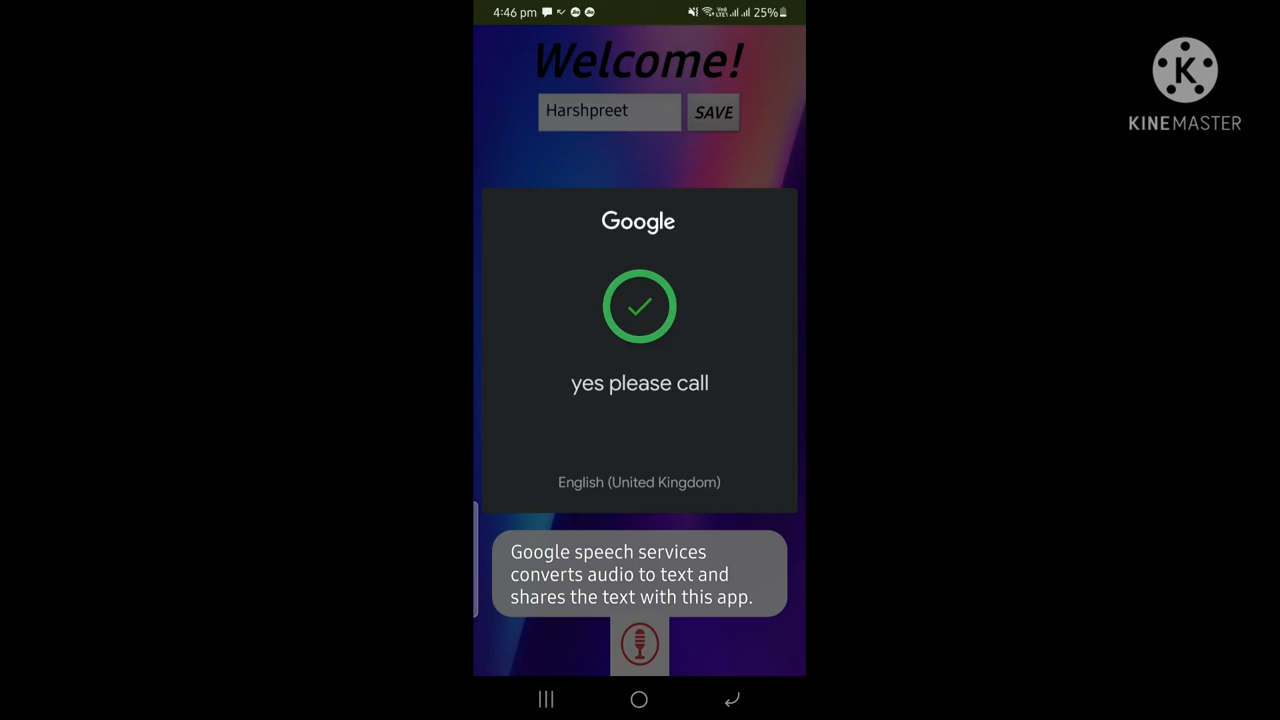 4:46 pm
25%
Welcome!
Harshpreet
SAVE
Google
yes please call
English (United Kingdom)
Google speech services
converts audio to text and
shares the text with this app.
K
KINEMASTER